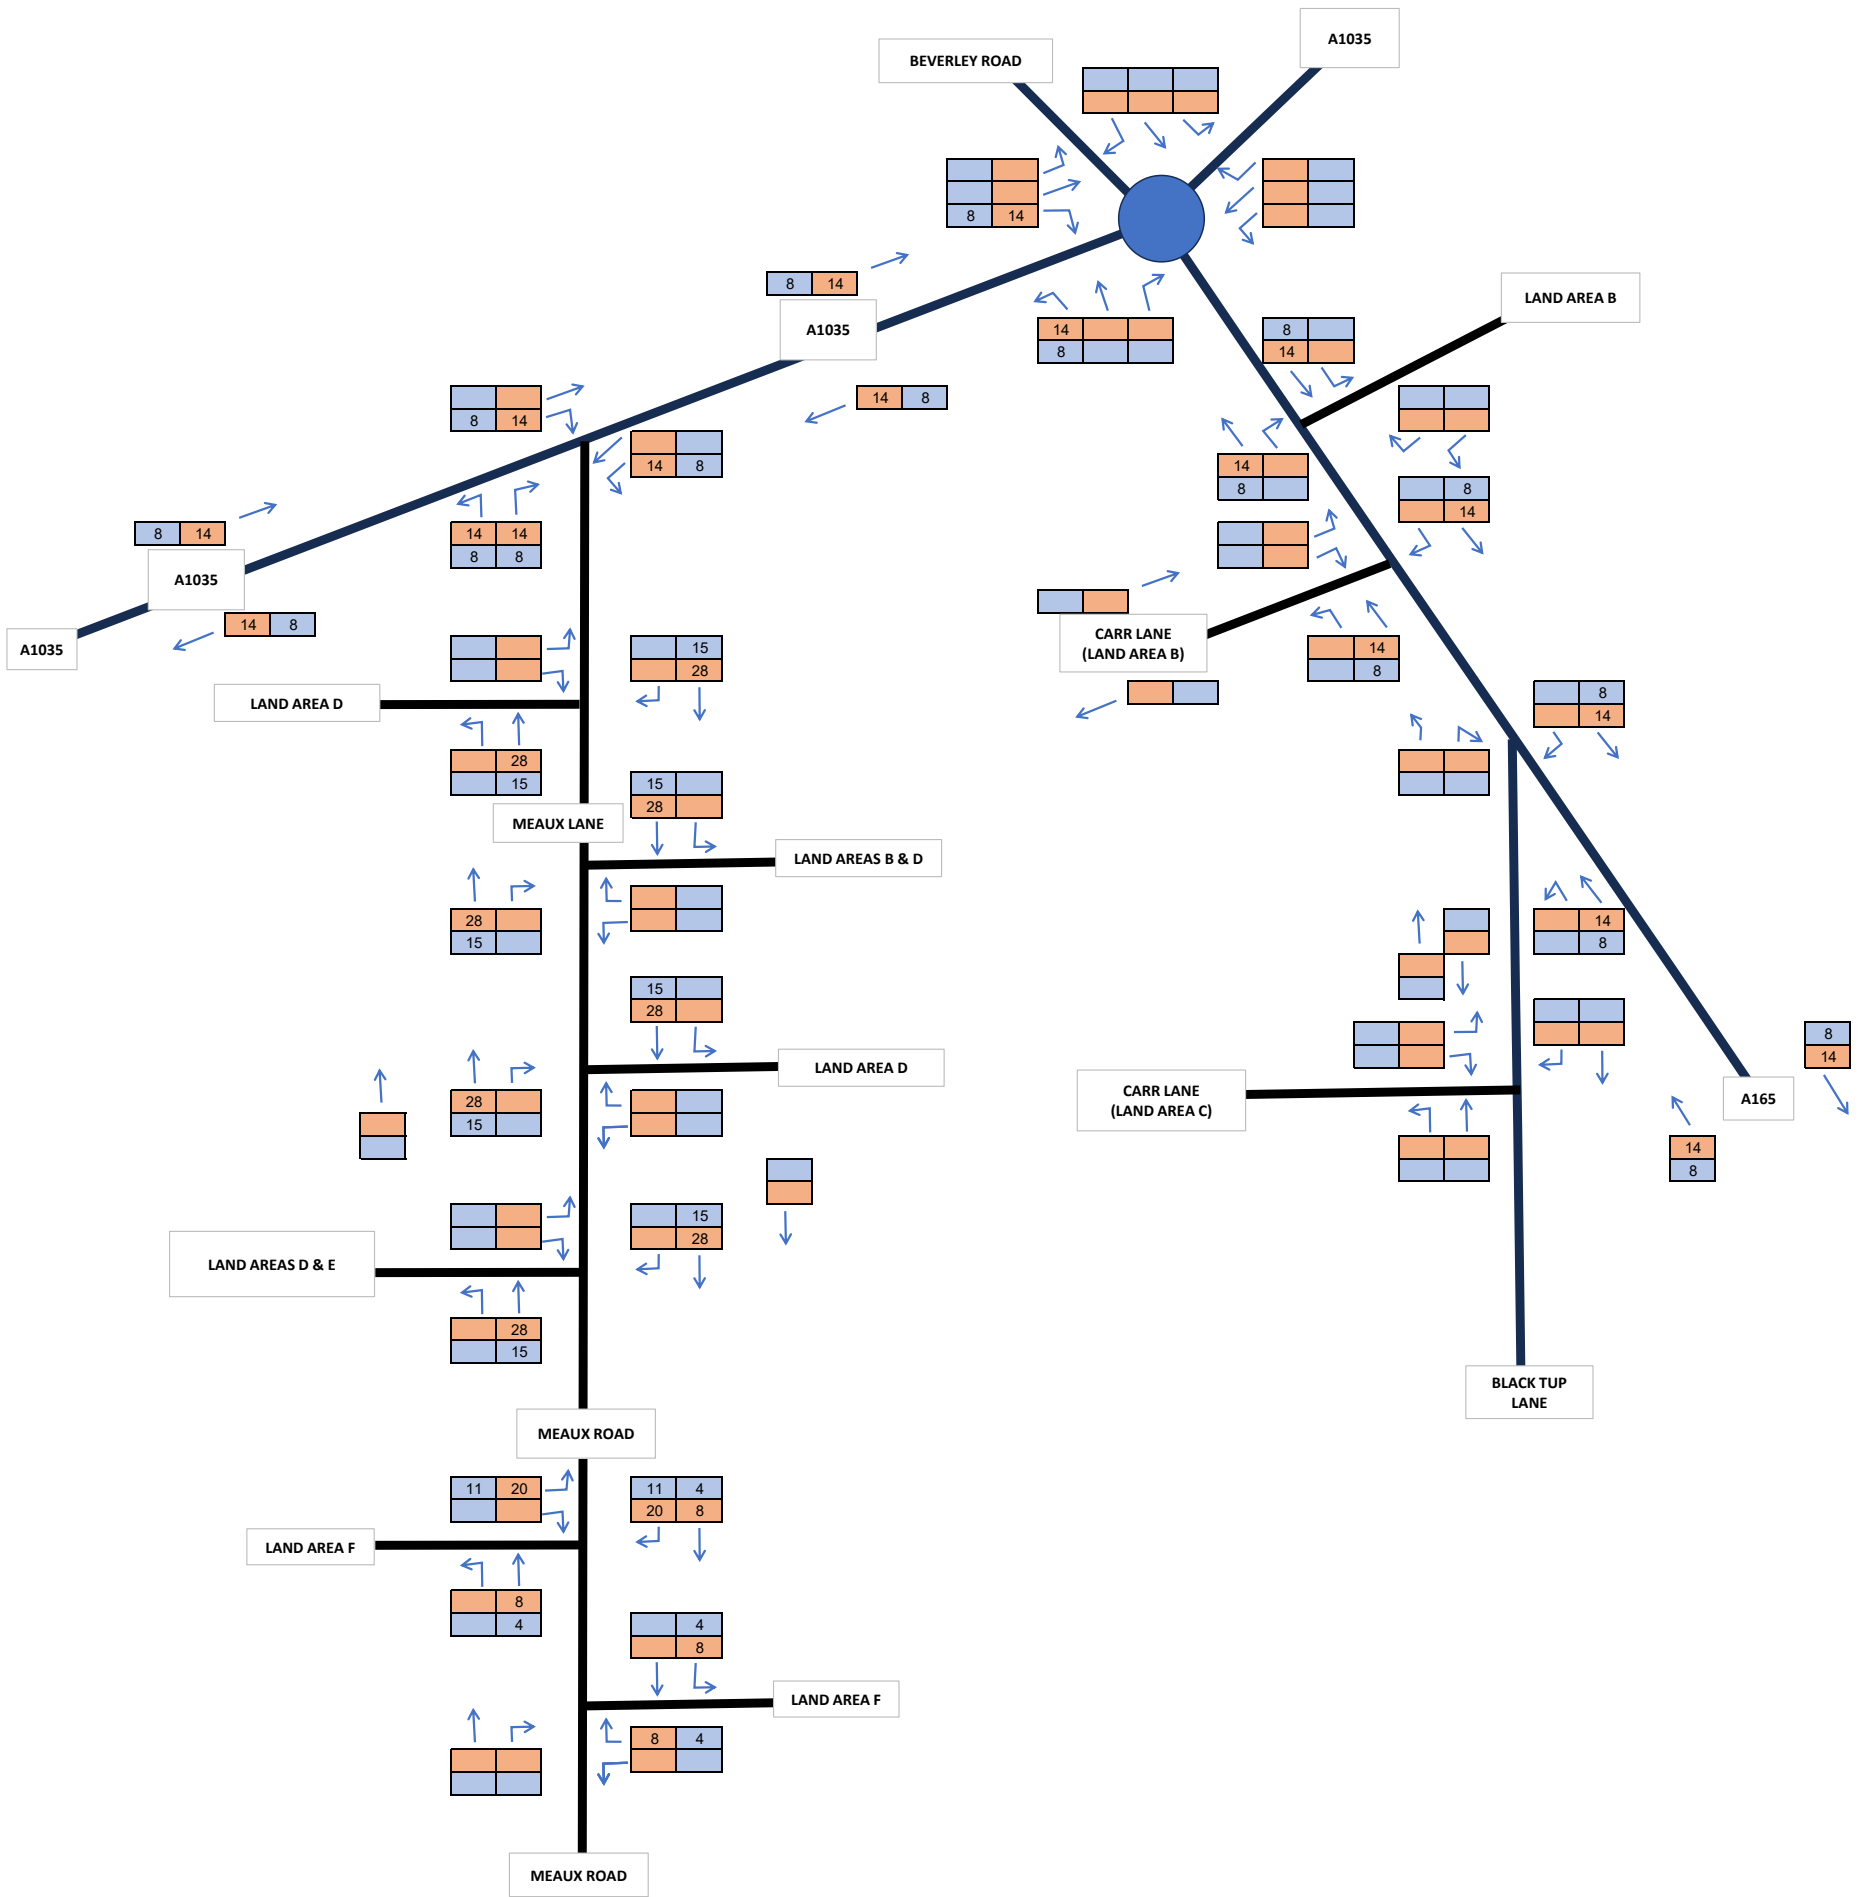 A1035
BEVERLEY ROAD
8 14
LAND AREA B
8 14
A1035
14
8
8
14
14 8
8 14
14 8
14
8
8
14
8 14
14 14
8 8
A1035
14 8
A1035
CARR LANE
(LAND AREA B)
14
8
15
28
LAND AREA D
8
14
28
15
15
28
MEAUX LANE
LAND AREAS B & D
28
15
14
8
15
28
8
14
LAND AREA D
28
15
CARR LANE
(LAND AREA C)
A165
14
8
15
28
LAND AREAS D & E
28
15
BLACK TUP
LANE
MEAUX ROAD
11 20
11 4
20 8
LAND AREA F
8
4
4
8
LAND AREA F
8 4
MEAUX ROAD